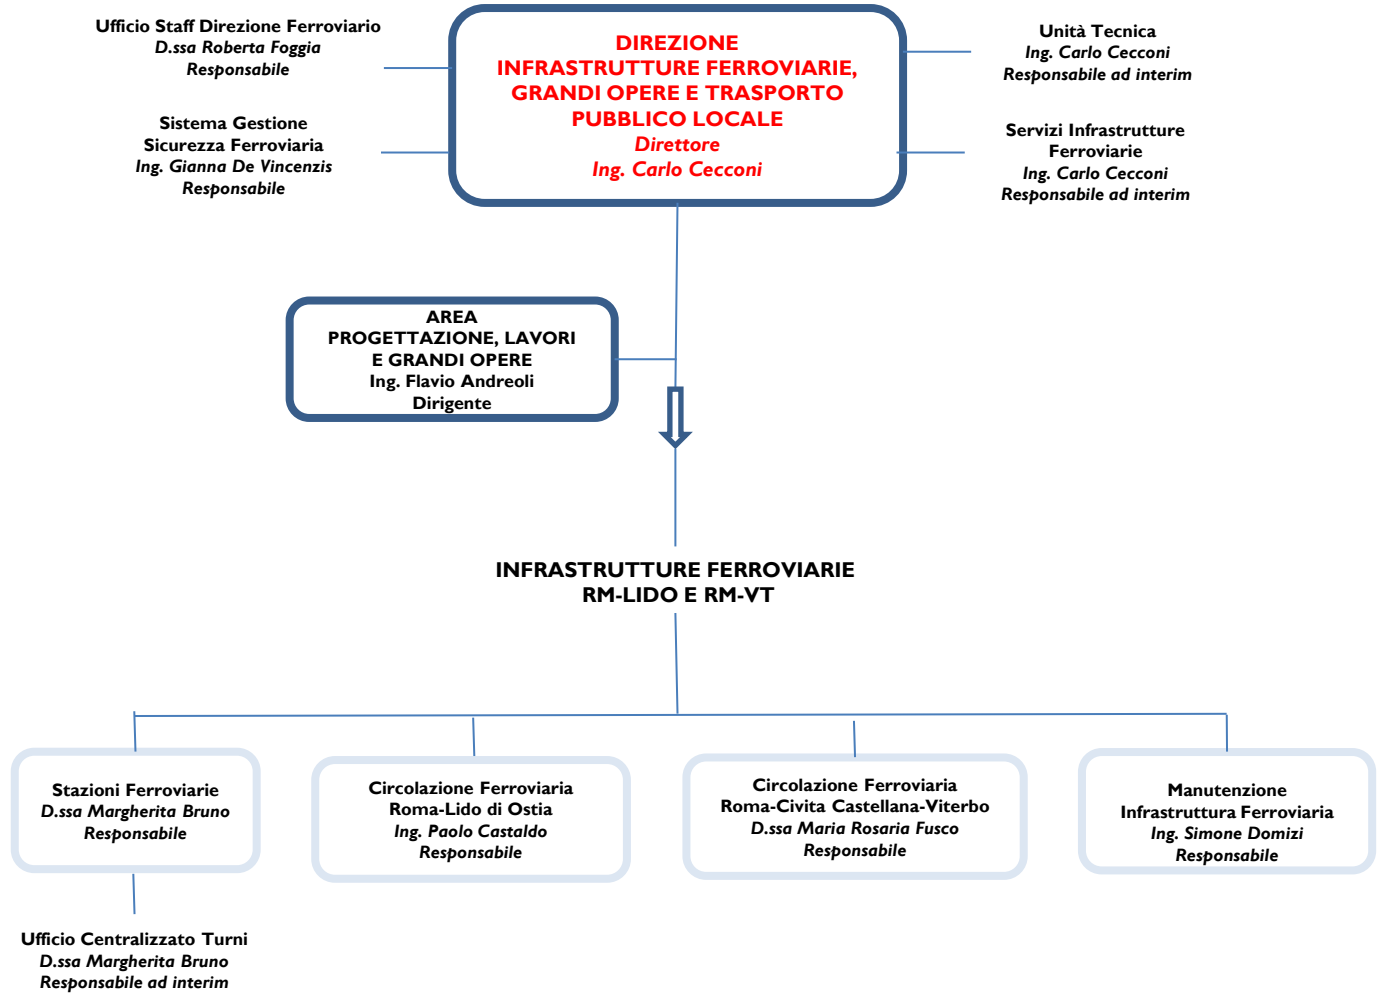 Ufficio Staff Direzione Ferroviario
D.ssa Roberta Foggia
Responsabile
Sistema Gestione
Sicurezza Ferroviaria
Ing. Gianna De Vincenzis
Responsabile
DIREZIONE
INFRASTRUTTURE FERROVIARIE,
GRANDI OPERE E TRASPORTO
PUBBLICO LOCALE
Direttore
Ing. Carlo Cecconi
Unità Tecnica
Ing. Carlo Cecconi
Responsabile ad interim
Servizi Infrastrutture
Ferroviarie
Ing. Carlo Cecconi
Responsabile ad interim
AREA
PROGETTAZIONE, LAVORI
E GRANDI OPERE
Ing. Flavio Andreoli
Dirigente
INFRASTRUTTURE FERROVIARIE
RM-LIDO E RM-VT
Stazioni Ferroviarie
D.ssa Margherita Bruno
Responsabile
Circolazione Ferroviaria
Roma-Lido di Ostia
Ing. Paolo Castaldo
Responsabile
Circolazione Ferroviaria
Roma-Civita Castellana-Viterbo
D.ssa Maria Rosaria Fusco
Responsabile
Manutenzione
Infrastruttura Ferroviaria
Ing. Simone Domizi
Responsabile
Ufficio Centralizzato Turni
D.ssa Margherita Bruno
Responsabile ad interim